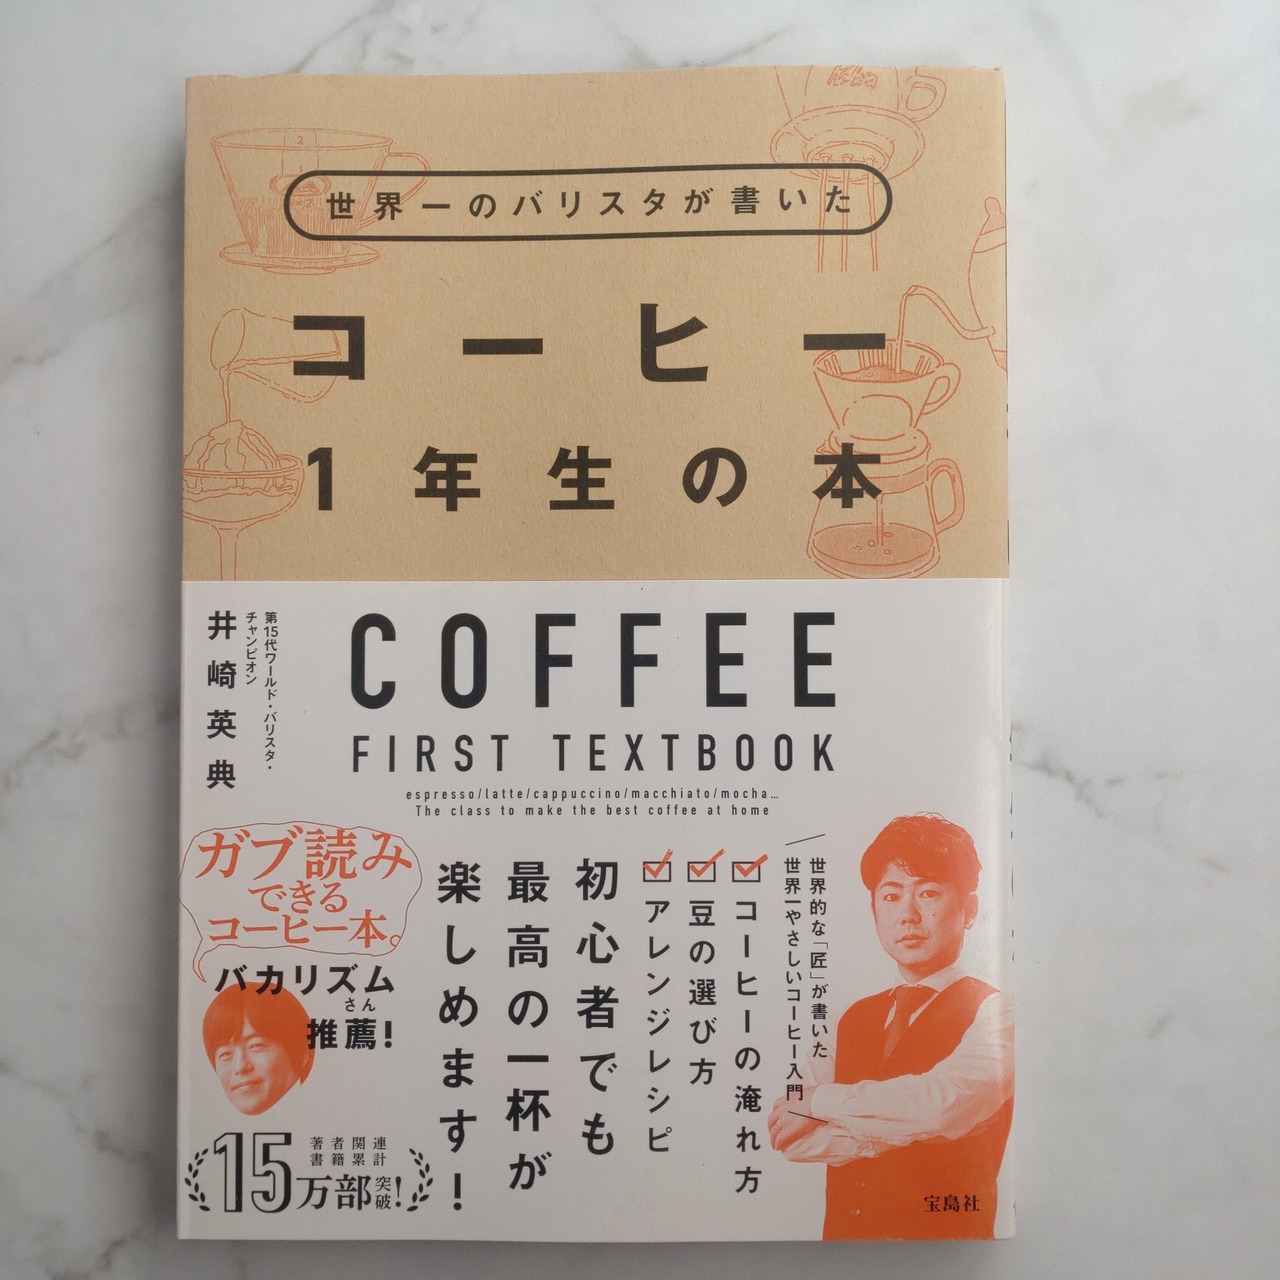 世界一のバリスタが書いた
コーヒー
1年生の本
第15代ワールド・バリスタ・
チャンピオン
井崎英典
COFFEE
FIRST TEXTBOOK
espresso/latte/cappuccino/macchiato/mocha…
The class to make the best coffee at home
世界的な「匠」が書いた
世界一やさしいコーヒー入門
コーヒーの淹れ方
豆の選び方
アレンジレシピ
初心者でも
最高の一杯が
楽しめます!
ガブ読み
できる
コーヒー本。
バカリズム
さん
推薦!
著者関連
書籍累計
15万部突破!
宝島社